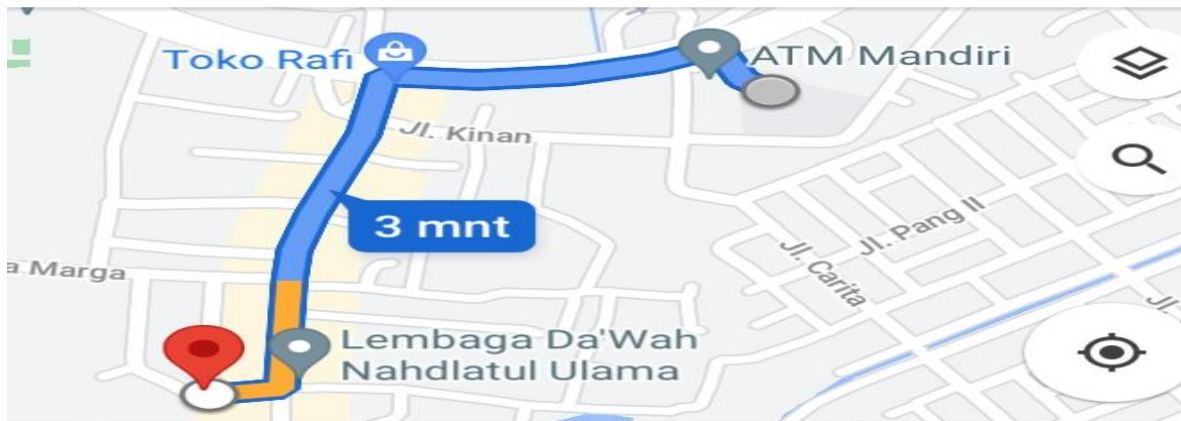 Toko Rafi
ATM Mandiri
Jl. Kinan
3 mnt
Jl. Pang II
Jl. Carita
a Marga
Lembaga Da'Wah
Nahdlatul Ulama
Jl.